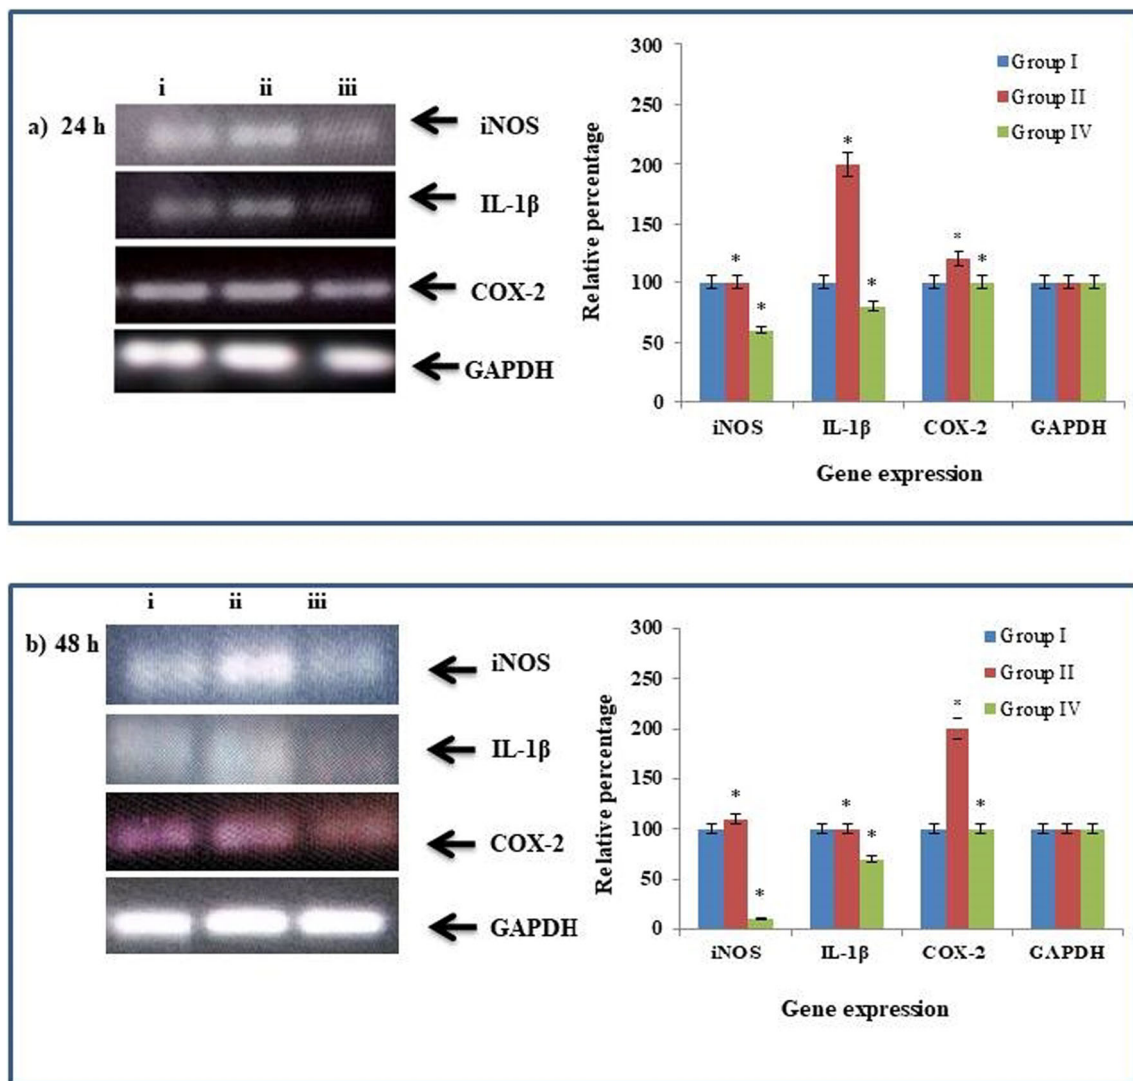 i ii iii
a) 24 h
iNOS
IL-1β
COX-2
GAPDH
300
250
200
150
100
50
0
Relative percentage
* * * * * *
Group I
Group II
Group IV
iNOS IL-1β COX-2 GAPDH
Gene expression
i ii iii
b) 48 h
iNOS
IL-1β
COX-2
GAPDH
300
250
200
150
100
50
0
Relative percentage
* * * * * *
Group I
Group II
Group IV
iNOS IL-1β COX-2 GAPDH
Gene expression